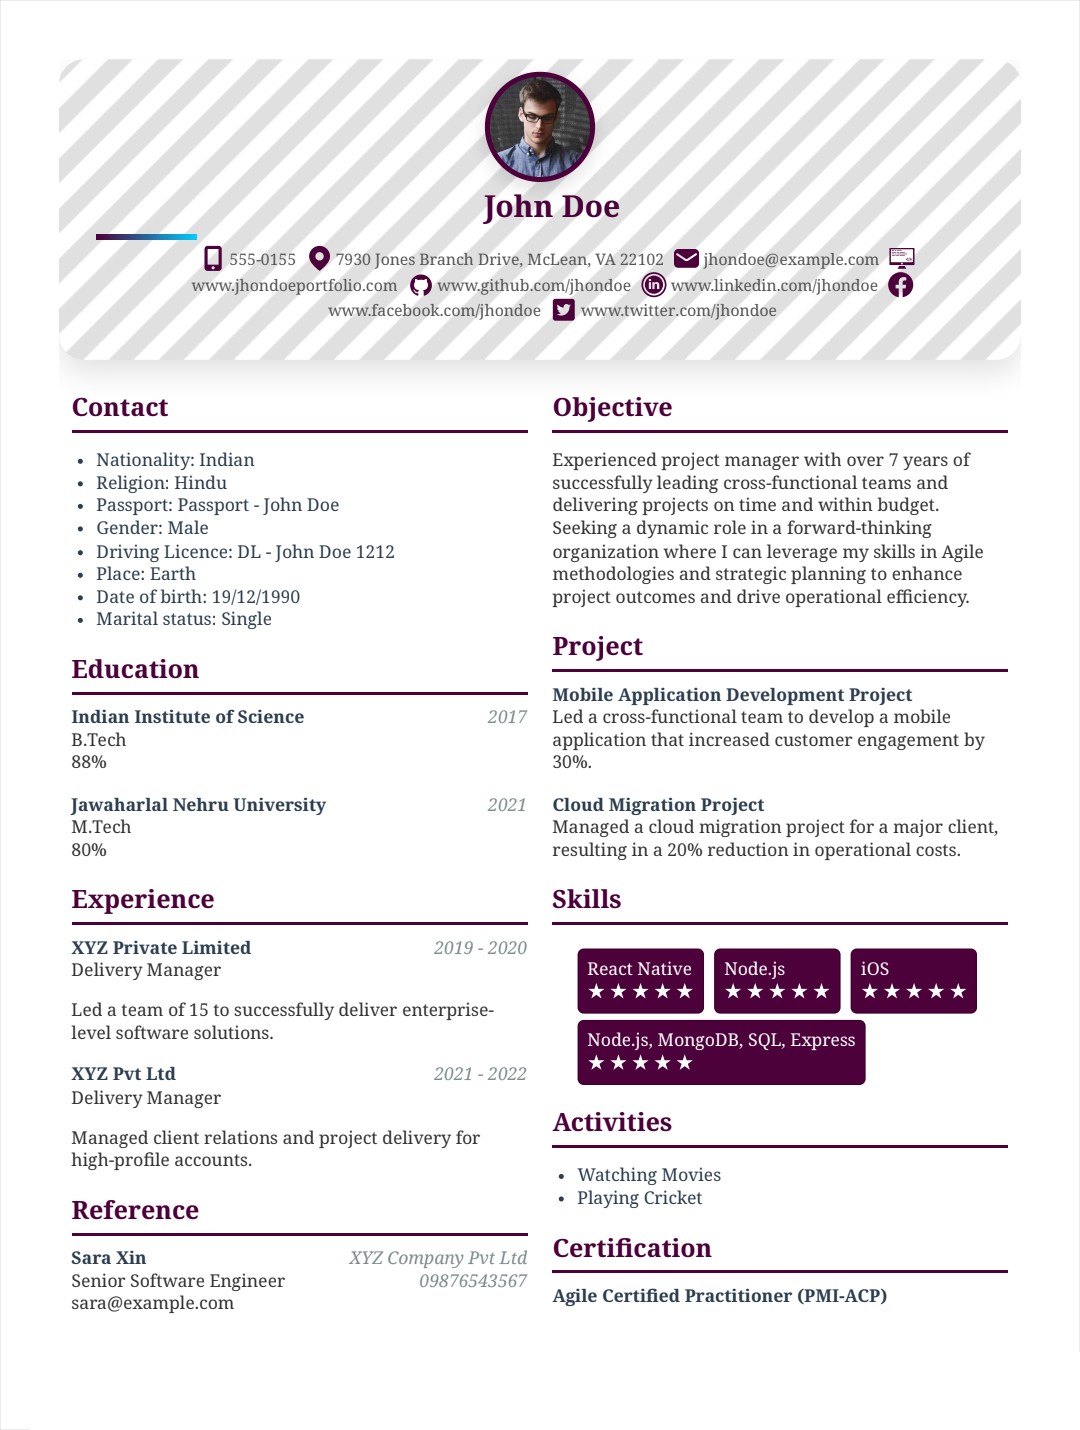 John Doe
555-0155 7930 Jones Branch Drive, McLean, VA 22102 jhondoe@example.com
www.jhondoeportfolio.com www.github.com/jhondoe www.linkedin.com/jhondoe
www.facebook.com/jhondoe www.twitter.com/jhondoe
Contact
• Nationality: Indian
• Religion: Hindu
• Passport: Passport - John Doe
• Gender: Male
• Driving Licence: DL - John Doe 1212
• Place: Earth
• Date of birth: 19/12/1990
• Marital status: Single
Education
Indian Institute of Science 2017
B.Tech
88%
Jawaharlal Nehru University 2021
M.Tech
80%
Experience
XYZ Private Limited 2019 - 2020
Delivery Manager
Led a team of 15 to successfully deliver enterprise-
level software solutions.
XYZ Pvt Ltd 2021 - 2022
Delivery Manager
Managed client relations and project delivery for
high-profile accounts.
Reference
Sara Xin XYZ Company Pvt Ltd
Senior Software Engineer 09876543567
sara@example.com
Objective
Experienced project manager with over 7 years of
successfully leading cross-functional teams and
delivering projects on time and within budget.
Seeking a dynamic role in a forward-thinking
organization where I can leverage my skills in Agile
methodologies and strategic planning to enhance
project outcomes and drive operational efficiency.
Project
Mobile Application Development Project
Led a cross-functional team to develop a mobile
application that increased customer engagement by
30%.
Cloud Migration Project
Managed a cloud migration project for a major client,
resulting in a 20% reduction in operational costs.
Skills
React Native Node.js iOS
★★★★★ ★★★★★ ★★★★★
Node.js, MongoDB, SQL, Express
★★★★★
Activities
• Watching Movies
• Playing Cricket
Certification
Agile Certified Practitioner (PMI-ACP)